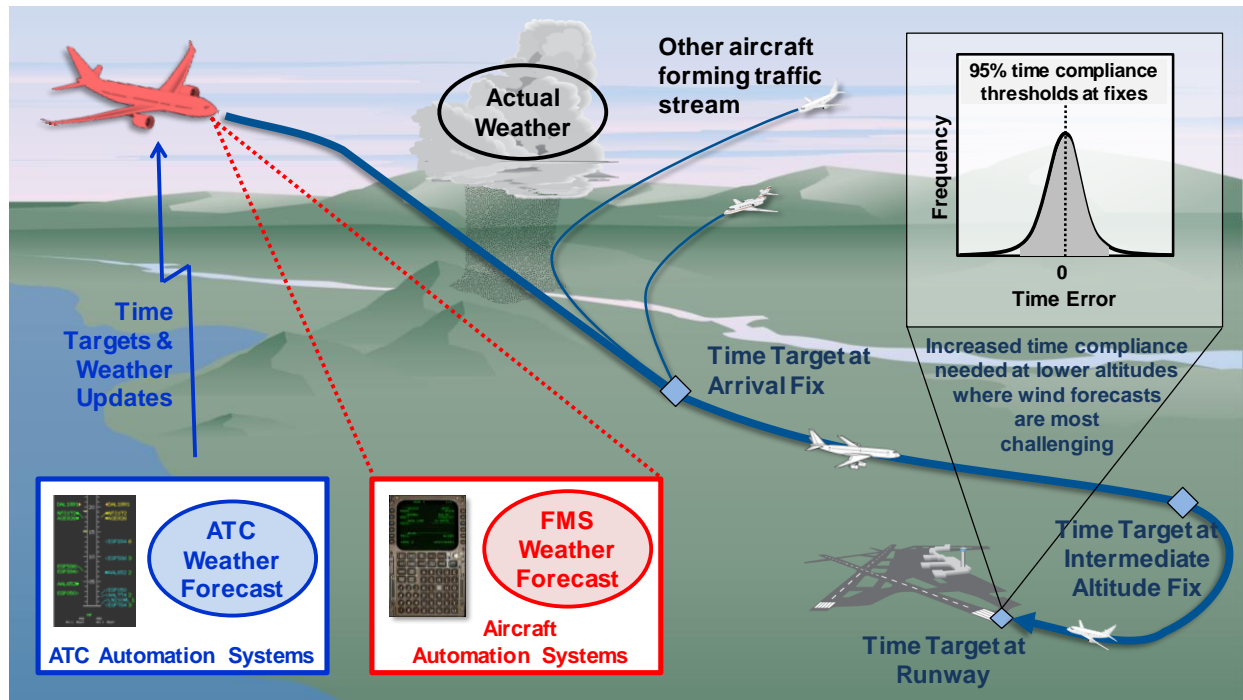 Other aircraft
forming traffic
stream
Actual
Weather
95% time compliance
thresholds at fixes
Frequency
0
Time Error
Time
Targets &
Weather
Updates
Time Target at
Arrival Fix
Increased time compliance
needed at lower altitudes
where wind forecasts
are most
challenging
ATC
Weather
Forecast
ATC Automation Systems
FMS
Weather
Forecast
Aircraft
Automation Systems
Time Target at
Intermediate
Altitude Fix
Time Target at
Runway